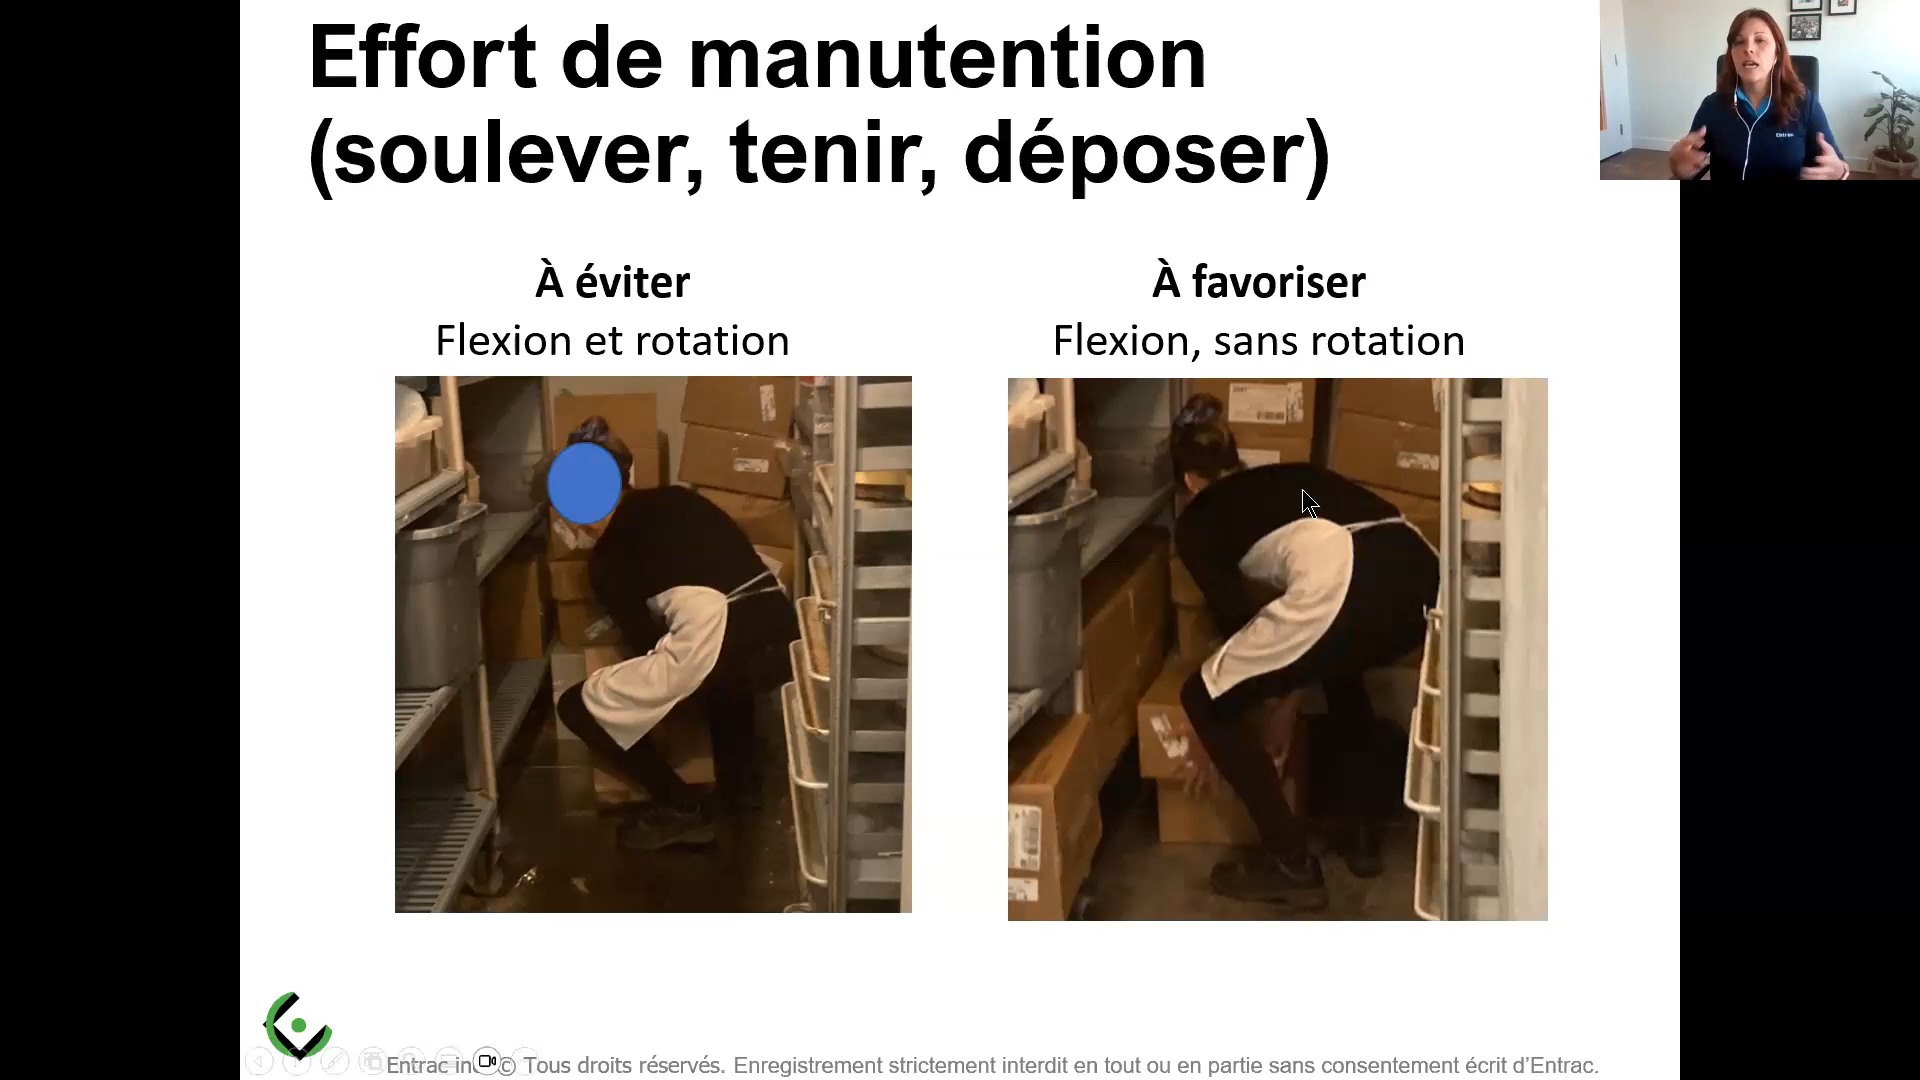 Effort de manutention
(soulever, tenir, déposer)
À éviter
Flexion et rotation
À favoriser
Flexion, sans rotation
Entrac © Tous droits réservés. Enregistrement strictement interdit en tout ou en partie sans consentement écrit d’Entrac.